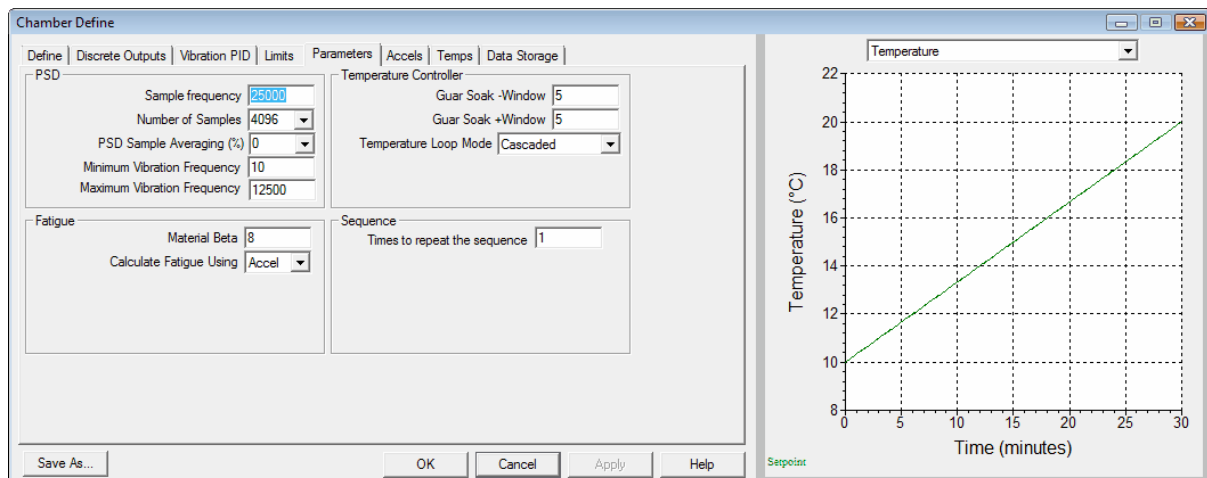 Chamber Define
Define Discrete Outputs Vibration PID Limits Parameters Accels Temps Data Storage
PSD
Sample frequency 25000
Number of Samples 4096
PSD Sample Averaging (%) 0
Minimum Vibration Frequency 10
Maximum Vibration Frequency 12500
Temperature Controller
Guar Soak -Window 5
Guar Soak +Window 5
Temperature Loop Mode Cascaded
Fatigue
Material Beta 8
Calculate Fatigue Using Accel
Sequence
Times to repeat the sequence 1
Save As... OK Cancel Apply Help
Temperature
Temperature (°C)
22
20
18
16
14
12
10
8
0 5 10 15 20 25 30
Time (minutes)
Setpoint